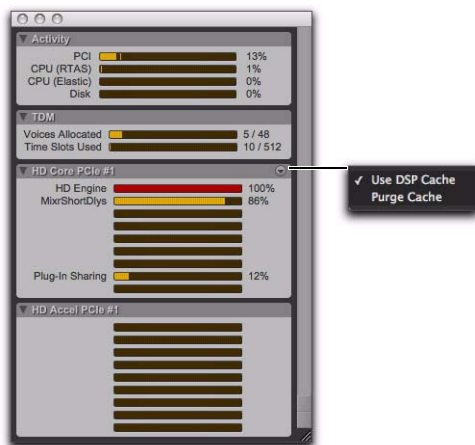 Activity
PCI 13%
CPU (RTAS) 1%
CPU (Elastic) 0%
Disk 0%
TDM
Voices Allocated 5 / 48
Time Slots Used 10 / 512
HD Core PCIe #1
HD Engine 100%
MixrShortDlys 86%
Plug-In Sharing 12%
HD Accel PCIe #1
✓ Use DSP Cache
Purge Cache